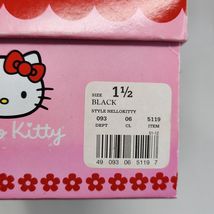 SIZE 1½
BLACK
STYLE HELLOKITTY
093 06 5119
DEPT CL ITEM
49 093 06 5119 7
o Kitty